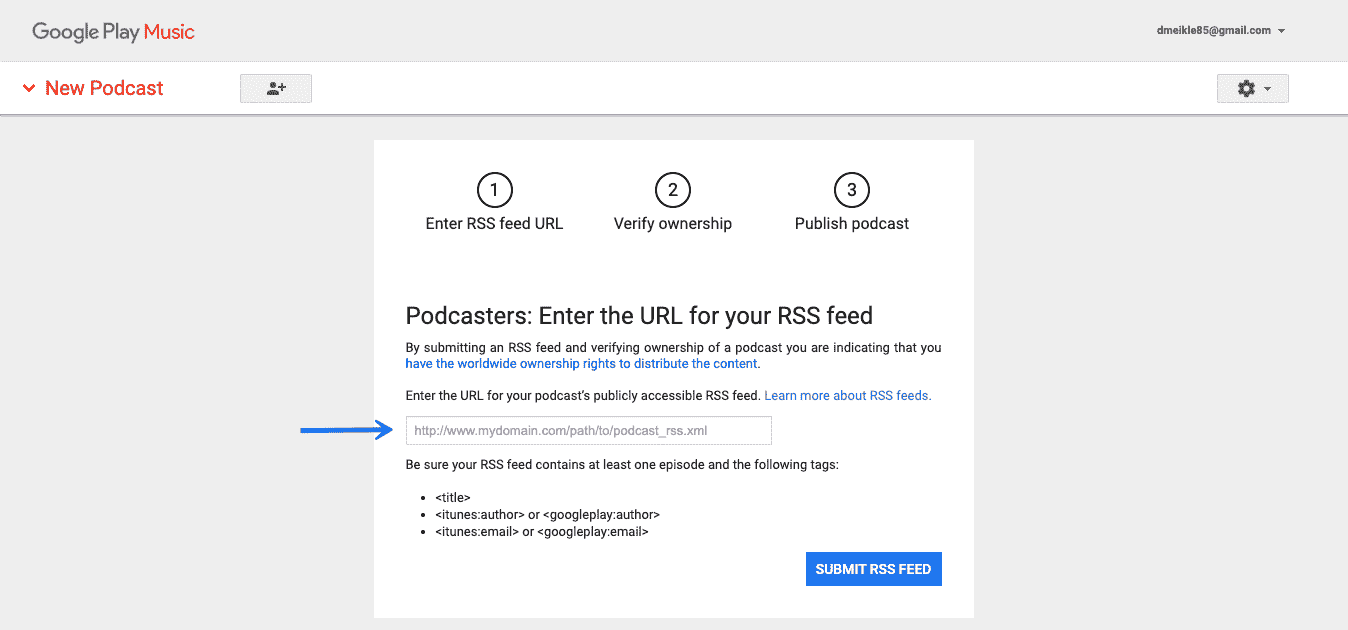 Google Play Music
dmeikle85@gmail.com
New Podcast
1
2
3
Enter RSS feed URL
Verify ownership
Publish podcast
Podcasters: Enter the URL for your RSS feed
By submitting an RSS feed and verifying ownership of a podcast you are indicating that you
have the worldwide ownership rights to distribute the content.
Enter the URL for your podcast's publicly accessible RSS feed. Learn more about RSS feeds.
http://www.mydomain.com/path/to/podcast_rss.xml
Be sure your RSS feed contains at least one episode and the following tags:
• <title>
• <itunes:author> or <googleplay:author>
• <itunes:email> or <googleplay:email>
SUBMIT RSS FEED